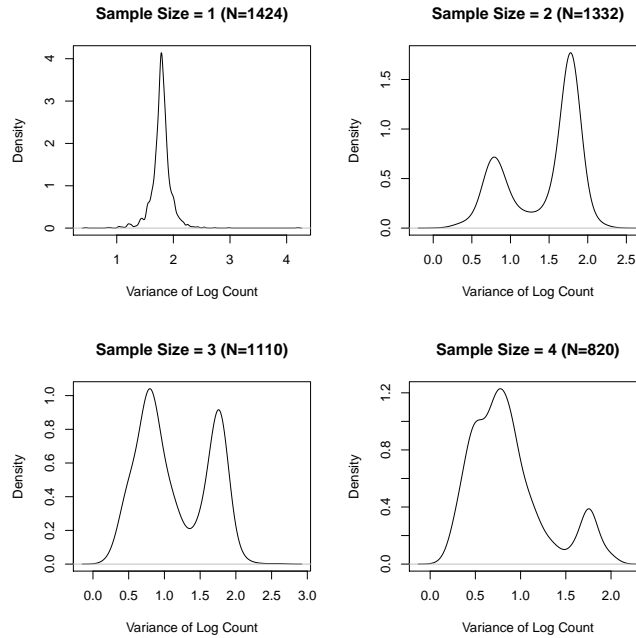 Sample Size = 1 (N=1424)
Density
0 1 2 3 4
1 2 3 4
Variance of Log Count
Sample Size = 2 (N=1332)
Density
0.0 0.5 1.0 1.5
0.0 0.5 1.0 1.5 2.0 2.5
Variance of Log Count
Sample Size = 3 (N=1110)
Density
0.0 0.2 0.4 0.6 0.8 1.0
0.0 0.5 1.0 1.5 2.0 2.5 3.0
Variance of Log Count
Sample Size = 4 (N=820)
Density
0.0 0.4 0.8 1.2
0.0 0.5 1.0 1.5 2.0
Variance of Log Count